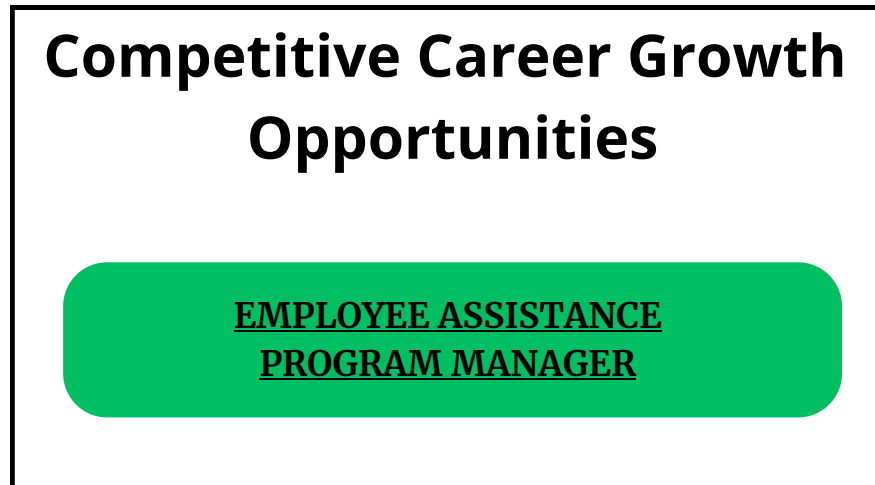 Competitive Career Growth
Opportunities
EMPLOYEE ASSISTANCE
PROGRAM MANAGER